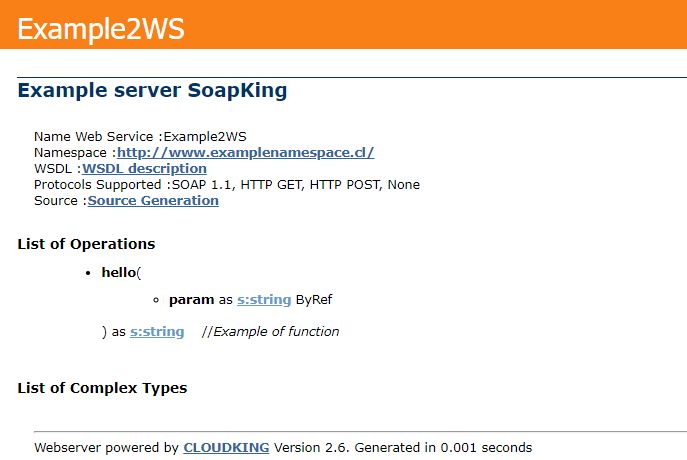 Example2WS
Example server SoapKing
Name Web Service :Example2WS
Namespace :http://www.examplenamespace.cl/
WSDL :WSDL description
Protocols Supported :SOAP 1.1, HTTP GET, HTTP POST, None
Source :Source Generation
List of Operations
• hello(
◦ param as s:string ByRef
) as s:string //Example of function
List of Complex Types
Webserver powered by CLOUDKING Version 2.6. Generated in 0.001 seconds